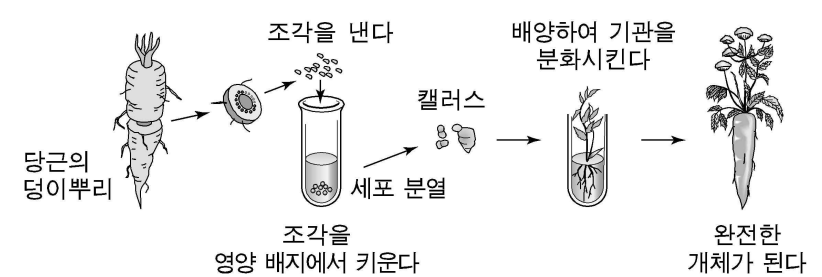 조각을 낸다
배양하여 기관을
분화시킨다
캘러스
당근의
덩이뿌리
세포 분열
조각을
영양 배지에서 키운다
완전한
개체가 된다